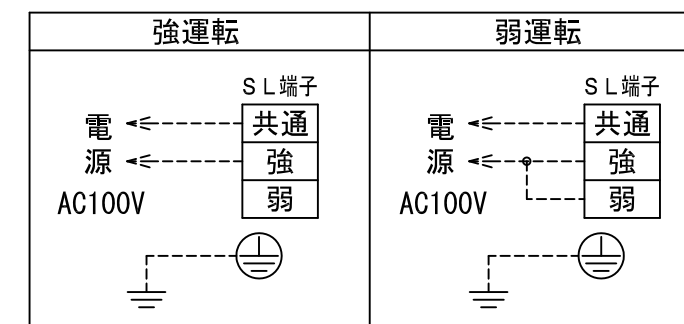 強運転
ＳＬ端子
電 共通
源 強
AC100V 弱
弱運転
ＳＬ端子
電 共通
源 強
AC100V 弱